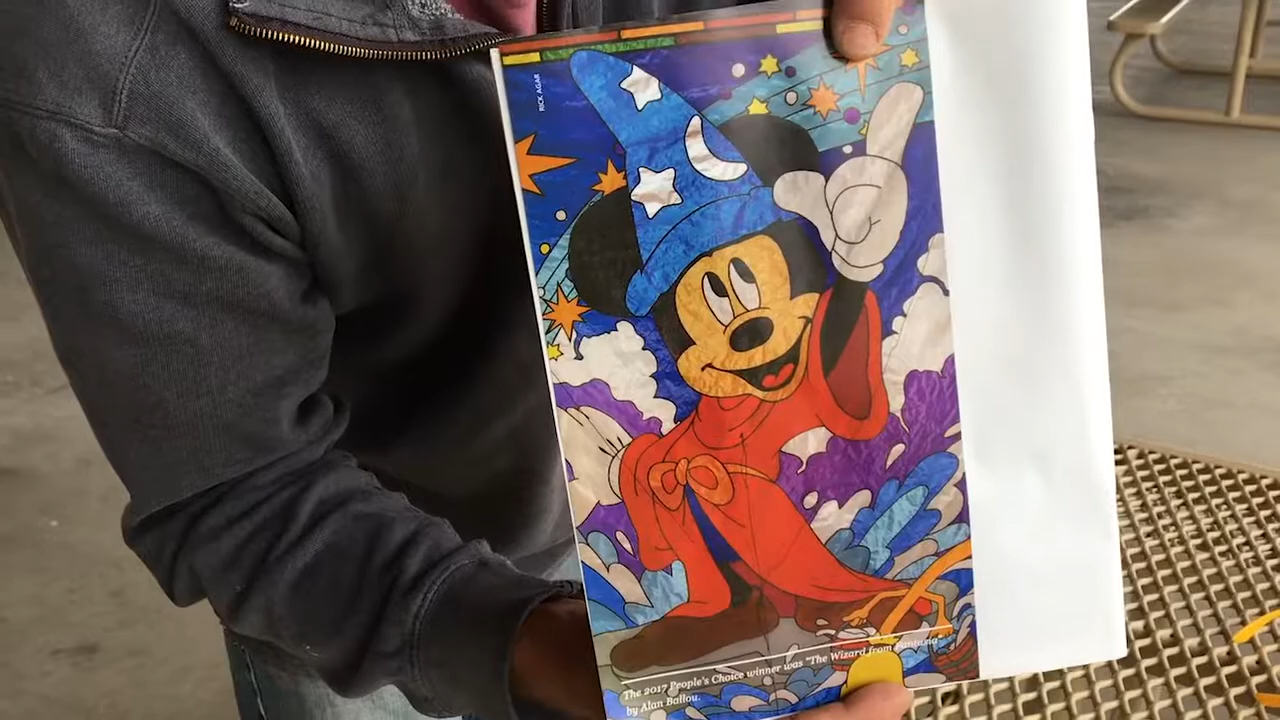 RICK AGAR
The 2017 People's Choice winner was "The Wizard from Fantasia"
by Alan Ballou.